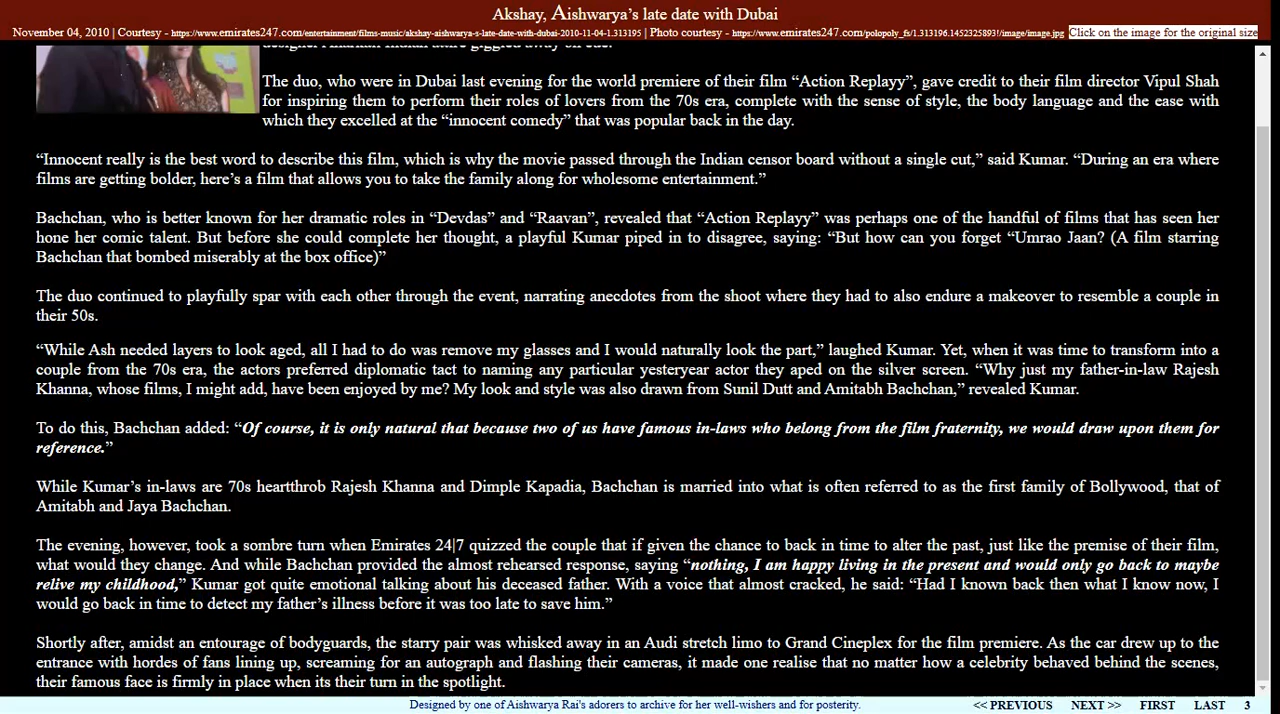 Akshay, Aishwarya’s late date with Dubai
November 04, 2010 | Courtesy - https://www.emirates247.com/entertainment/films-music/akshay-aishwarya-s-late-date-with-dubai-2010-11-04-1.313195 | Photo courtesy - https://www.emirates247.com/polopoly_fs/1.313196.1452325893!/image/image.jpg Click on the image for the original size
The duo, who were in Dubai last evening for the world premiere of their film “Action Replayy”, gave credit to their film director Vipul Shah
for inspiring them to perform their roles of lovers from the 70s era, complete with the sense of style, the body language and the ease with
which they excelled at the “innocent comedy” that was popular back in the day.
“Innocent really is the best word to describe this film, which is why the movie passed through the Indian censor board without a single cut,” said Kumar. “During an era where
films are getting bolder, here’s a film that allows you to take the family along for wholesome entertainment.”
Bachchan, who is better known for her dramatic roles in “Devdas” and “Raavan”, revealed that “Action Replayy” was perhaps one of the handful of films that has seen her
hone her comic talent. But before she could complete her thought, a playful Kumar piped in to disagree, saying: “But how can you forget “Umrao Jaan? (A film starring
Bachchan that bombed miserably at the box office)”
The duo continued to playfully spar with each other through the event, narrating anecdotes from the shoot where they had to also endure a makeover to resemble a couple in
their 50s.
“While Ash needed layers to look aged, all I had to do was remove my glasses and I would naturally look the part,” laughed Kumar. Yet, when it was time to transform into a
couple from the 70s era, the actors preferred diplomatic tact to naming any particular yesteryear actor they aped on the silver screen. “Why just my father-in-law Rajesh
Khanna, whose films, I might add, have been enjoyed by me? My look and style was also drawn from Sunil Dutt and Amitabh Bachchan,” revealed Kumar.
To do this, Bachchan added: “Of course, it is only natural that because two of us have famous in-laws who belong from the film fraternity, we would draw upon them for
reference.”
While Kumar’s in-laws are 70s heartthrob Rajesh Khanna and Dimple Kapadia, Bachchan is married into what is often referred to as the first family of Bollywood, that of
Amitabh and Jaya Bachchan.
The evening, however, took a sombre turn when Emirates 24|7 quizzed the couple that if given the chance to back in time to alter the past, just like the premise of their film,
what would they change. And while Bachchan provided the almost rehearsed response, saying “nothing, I am happy living in the present and would only go back to maybe
relive my childhood,” Kumar got quite emotional talking about his deceased father. With a voice that almost cracked, he said: “Had I known back then what I know now, I
would go back in time to detect my father’s illness before it was too late to save him.”
Shortly after, amidst an entourage of bodyguards, the starry pair was whisked away in an Audi stretch limo to Grand Cineplex for the film premiere. As the car drew up to the
entrance with hordes of fans lining up, screaming for an autograph and flashing their cameras, it made one realise that no matter how a celebrity behaved behind the scenes,
their famous face is firmly in place when its their turn in the spotlight.
Designed by one of Aishwarya Rai's adorers to archive for her well-wishers and for posterity. << PREVIOUS NEXT >> FIRST LAST 3